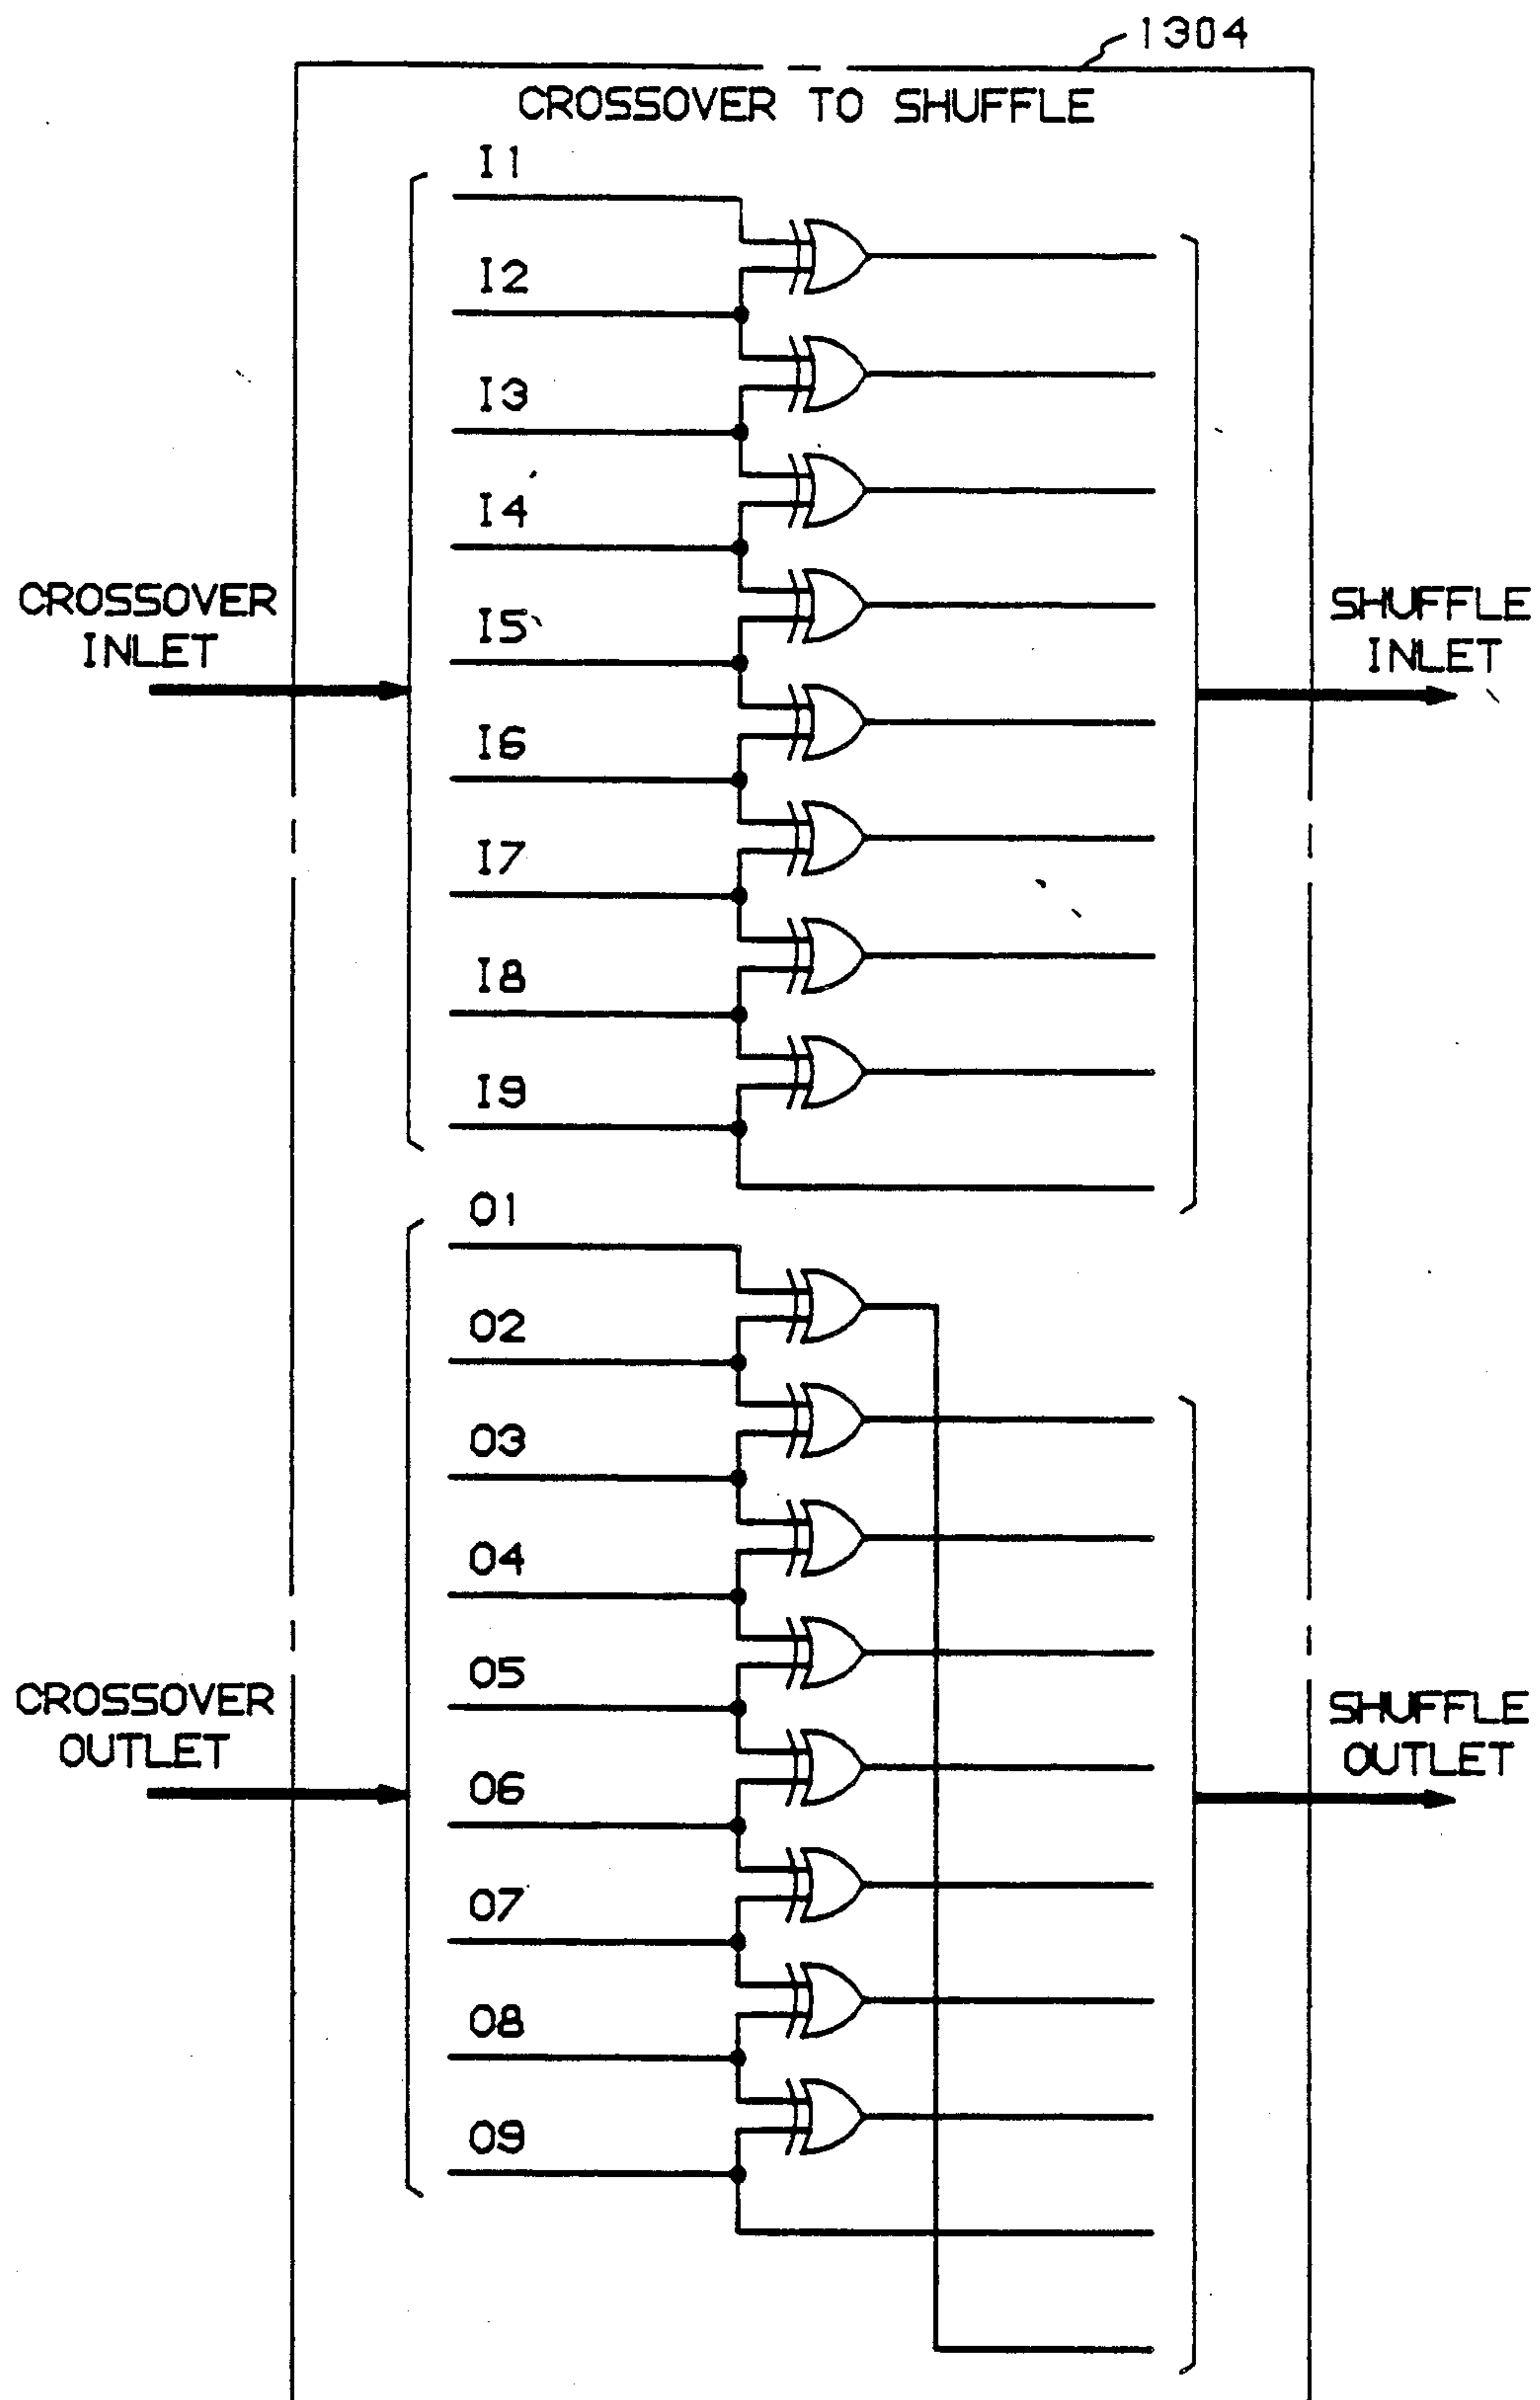 1304
CROSSOVER TO SHUFFLE
I1
I2
I3
I4
I5
I6
I7
I8
I9
CROSSOVER
INLET
SHUFFLE
INLET
O1
O2
O3
O4
O5
O6
O7
O8
O9
CROSSOVER
OUTLET
SHUFFLE
OUTLET